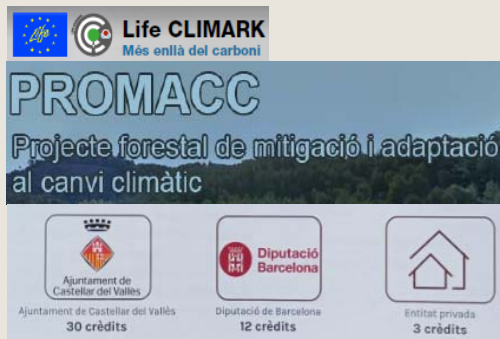 Life
Life CLIMARK
Més enllà del carboni
PROMACC
Projecte forestal de mitigació i adaptació
al canvi climàtic
Ajuntament de
Castellar del Vallès
Diputació
Barcelona
Ajuntament de Castellar del Vallès
Diputació de Barcelona
Entitat privada
30 crèdits
12 crèdits
3 crèdits